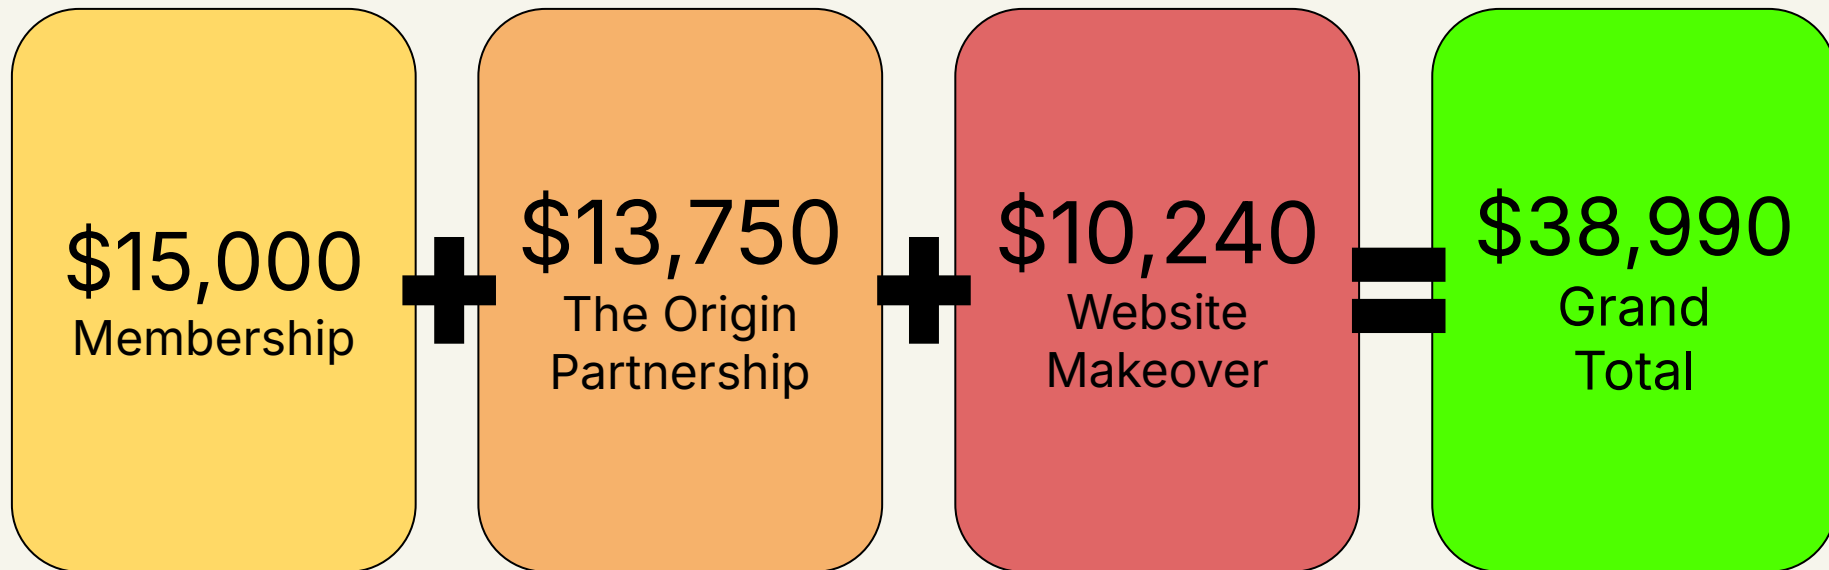 $15,000
Membership
$13,750
The Origin
Partnership
$10,240
Website
Makeover
$38,990
Grand
Total